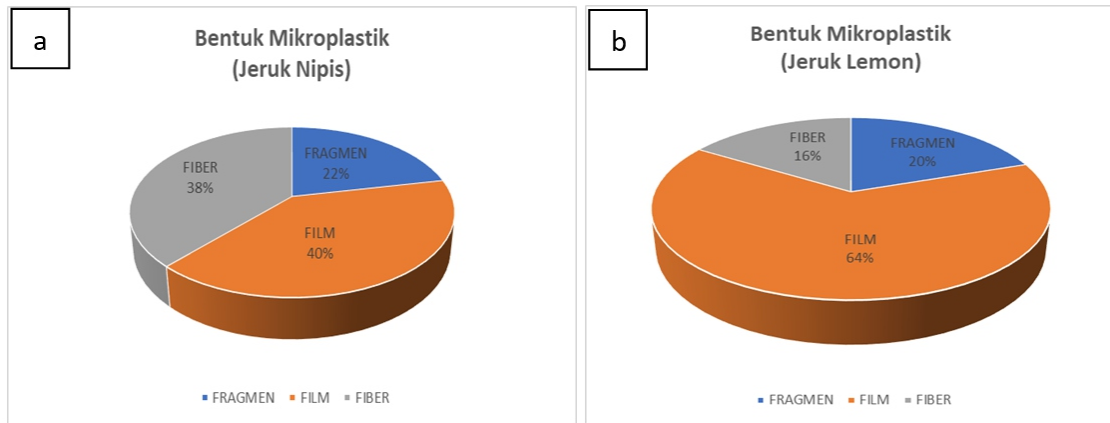 a
Bentuk Mikroplastik
(Jeruk Nipis)
FRAGMEN
22%
FIBER
38%
FILM
40%
FRAGMEN FILM FIBER
b
Bentuk Mikroplastik
(Jeruk Lemon)
FIBER
16%
FRAGMEN
20%
FILM
64%
FRAGMEN FILM FIBER